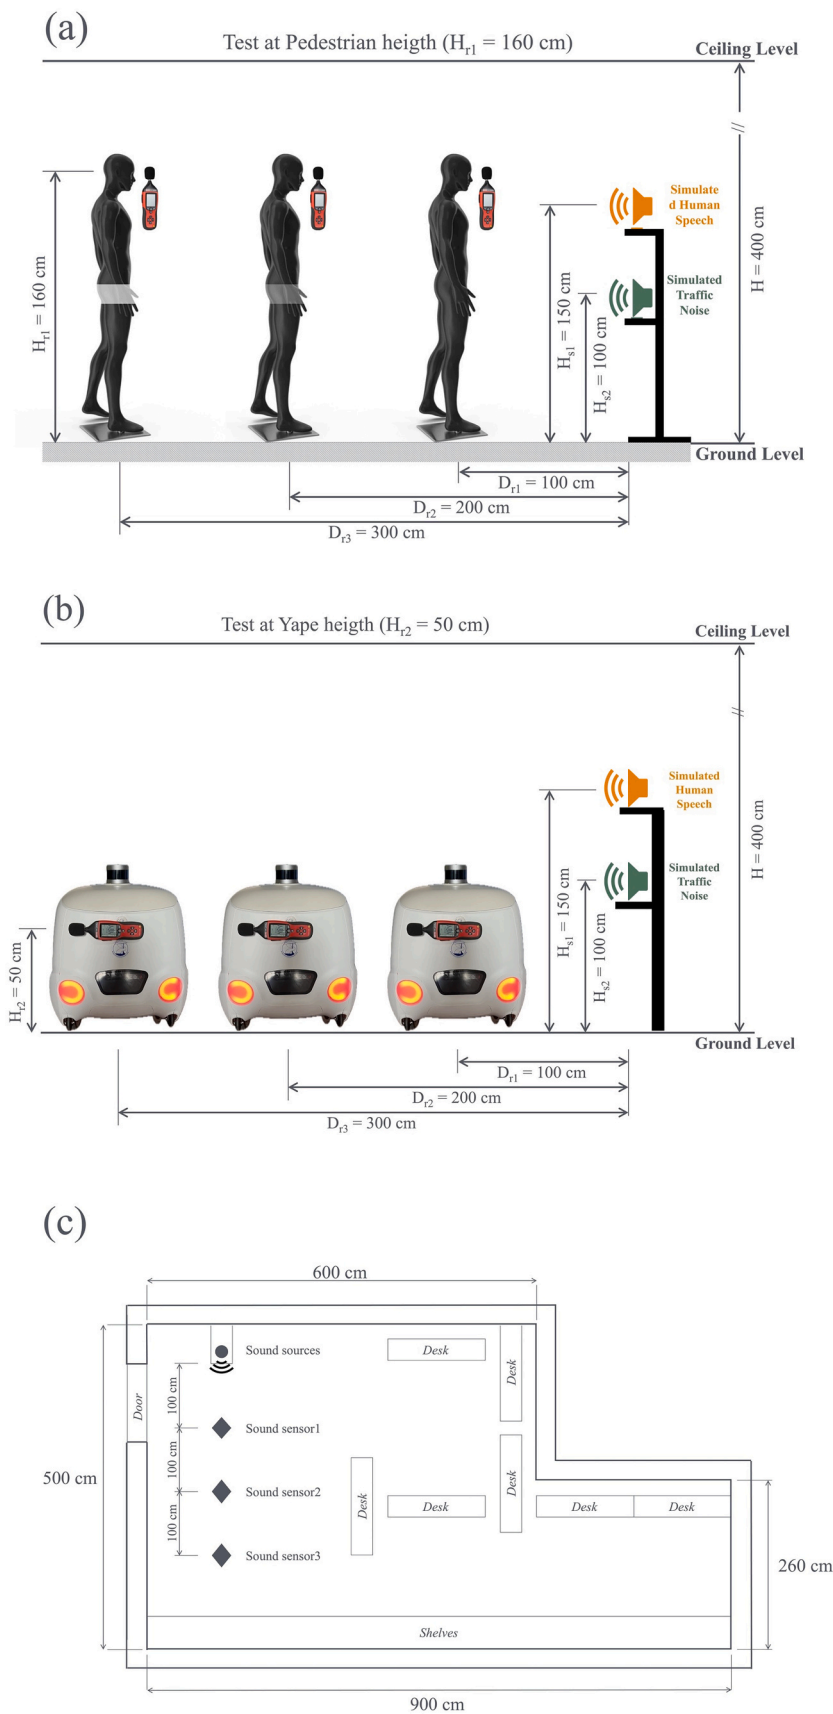 (a)
Test at Pedestrian heigth (Hr1 = 160 cm)
Ceiling Level
Simulate
d Human
Speech
Simulated
Traffic
Noise
Hr1 = 160 cm
Hs1 = 150 cm
Hs2 = 100 cm
H = 400 cm
Ground Level
Dr1 = 100 cm
Dr2 = 200 cm
Dr3 = 300 cm
(b)
Test at Yape heigth (Hr2 = 50 cm)
Ceiling Level
Simulated
Human
Speech
Simulated
Traffic
Noise
Hr2 = 50 cm
Hs1 = 150 cm
Hs2 = 100 cm
H = 400 cm
Ground Level
Dr1 = 100 cm
Dr2 = 200 cm
Dr3 = 300 cm
(c)
600 cm
Sound sources
Desk
Desk
Door
100 cm
Sound sensor1
500 cm
100 cm
Sound sensor2
Desk
Desk
Desk
Desk
Desk
100 cm
Sound sensor3
260 cm
Shelves
900 cm